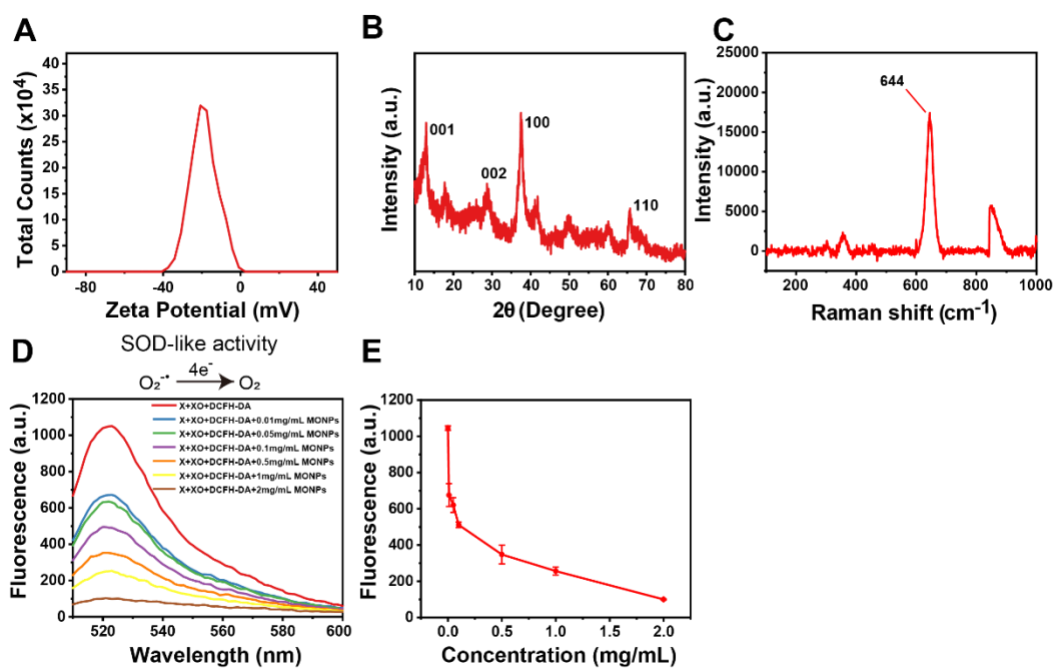 A
Total Counts (x10⁴)
40
35
30
25
20
15
10
5
0
-80
-40
0
40
Zeta Potential (mV)
B
Intensity (a.u.)
001
002
100
110
10
20
30
40
50
60
70
80
2θ (Degree)
C
Intensity (a.u.)
25000
20000
15000
10000
5000
0
644
200
400
600
800
1000
Raman shift (cm⁻¹)
D
SOD-like activity
O₂⁻• 4e⁻ O₂
Fluorescence (a.u.)
1000
800
600
400
200
0
X+XO+DCFH-DA
X+XO+DCFH-DA+0.01mg/mL MONPs
X+XO+DCFH-DA+0.05mg/mL MONPs
X+XO+DCFH-DA+0.1mg/mL MONPs
X+XO+DCFH-DA+0.5mg/mL MONPs
X+XO+DCFH-DA+1mg/mL MONPs
X+XO+DCFH-DA+2mg/mL MONPs
520
540
560
580
600
Wavelength (nm)
E
Fluorescence (a.u.)
1000
800
600
400
200
0
0.0
0.5
1.0
1.5
2.0
Concentration (mg/mL)